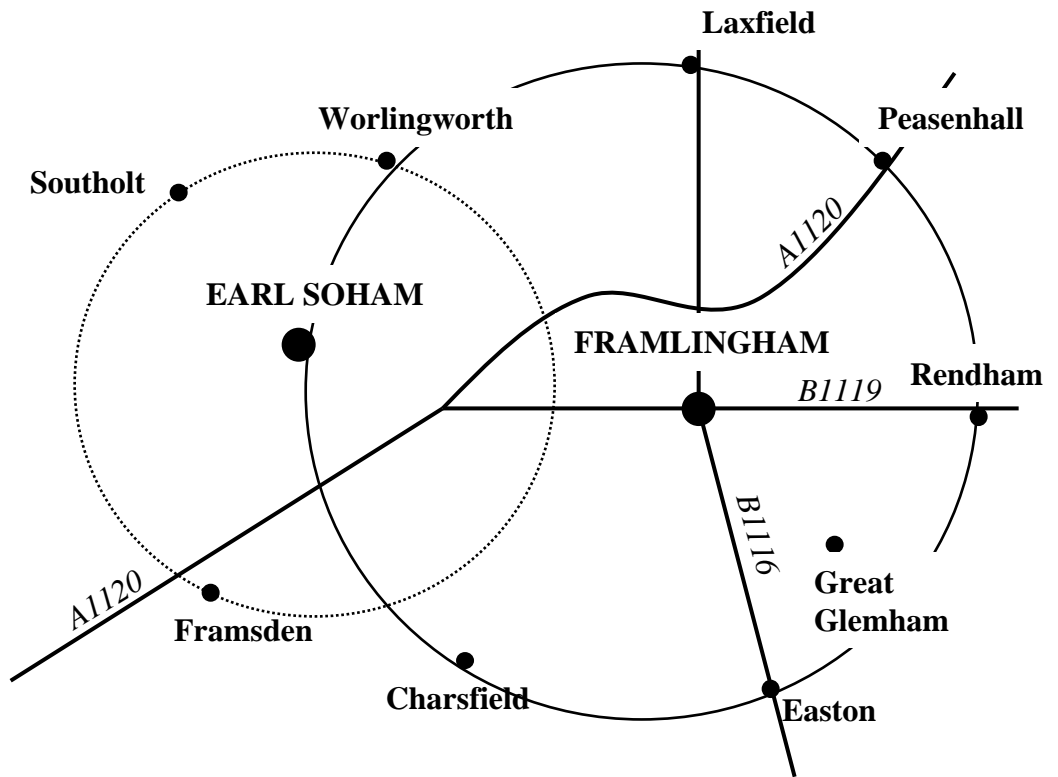 Laxfield
Worlingworth
Peasenhall
Southolt
A1120
EARL SOHAM
FRAMLINGHAM
Rendham
B1119
B1116
A1120
Great
Glemham
Framsden
Charsfield
Easton